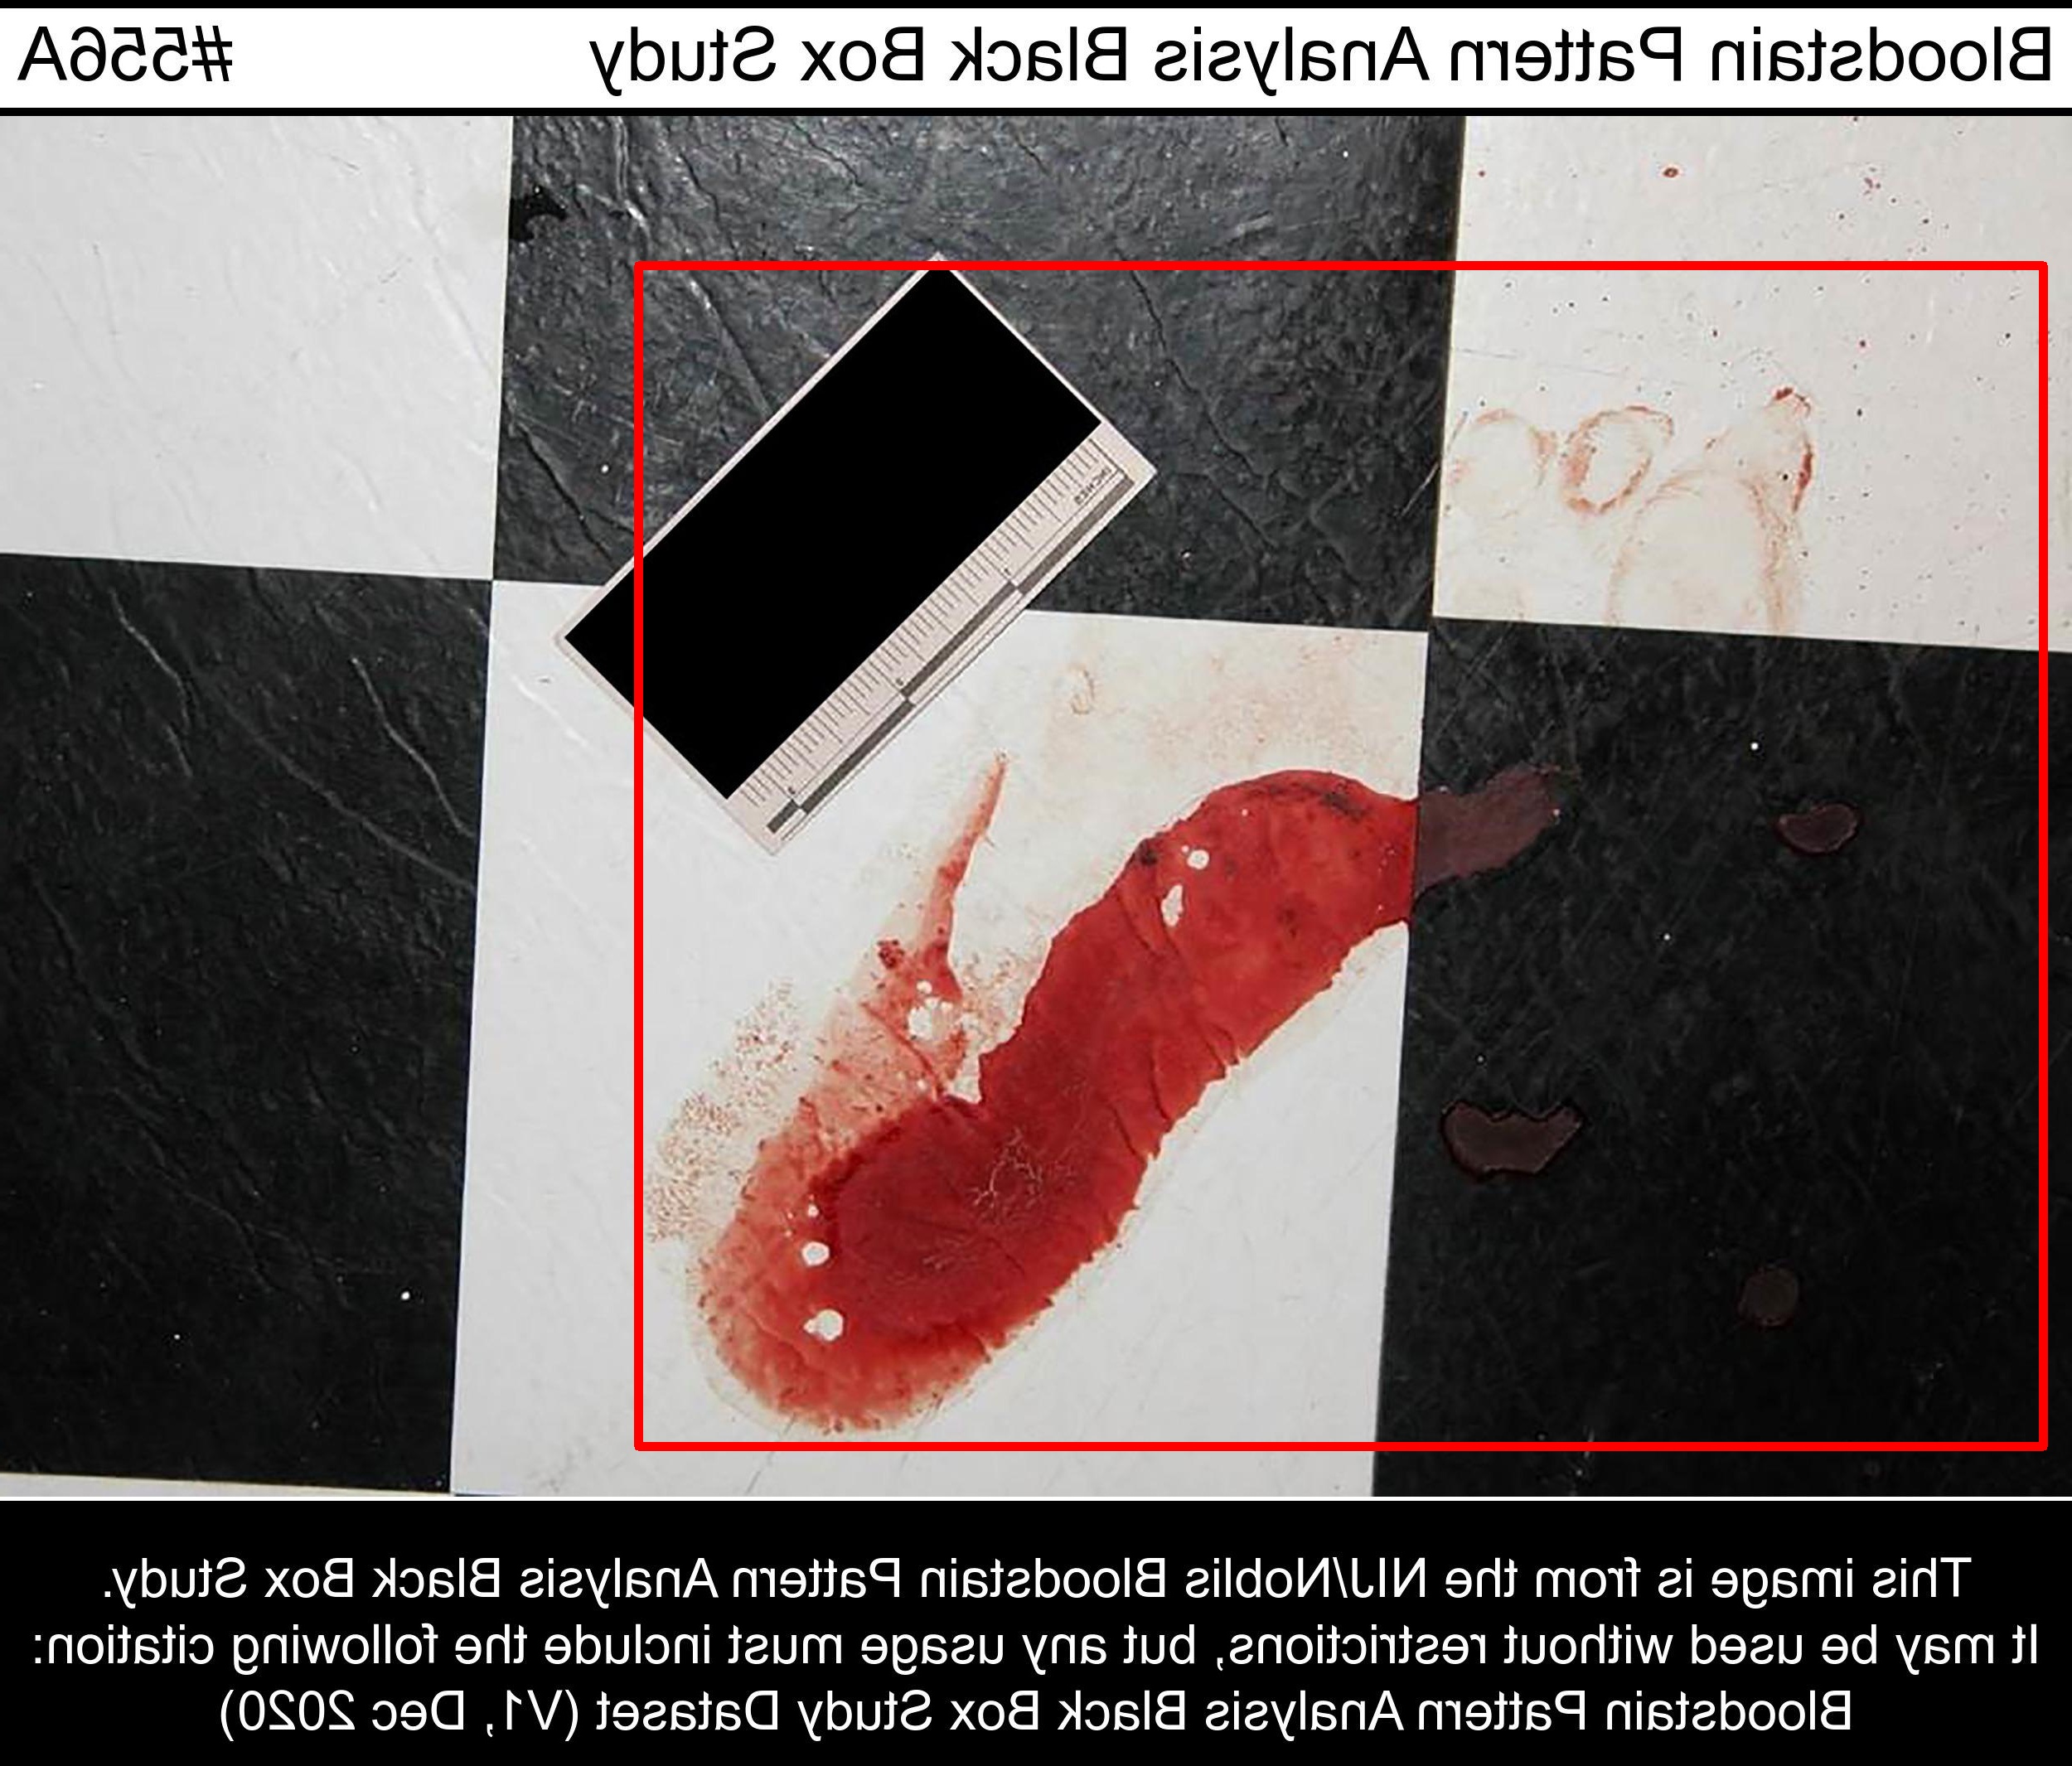 Bloodstain Pattern Analysis Black Box Study #556A
INCHES
This image is from the NIJ/Noblis Bloodstain Pattern Analysis Black Box Study.
It may be used without restrictions, but any usage must include the following citation:
Bloodstain Pattern Analysis Black Box Study Dataset (V1, Dec 2020)